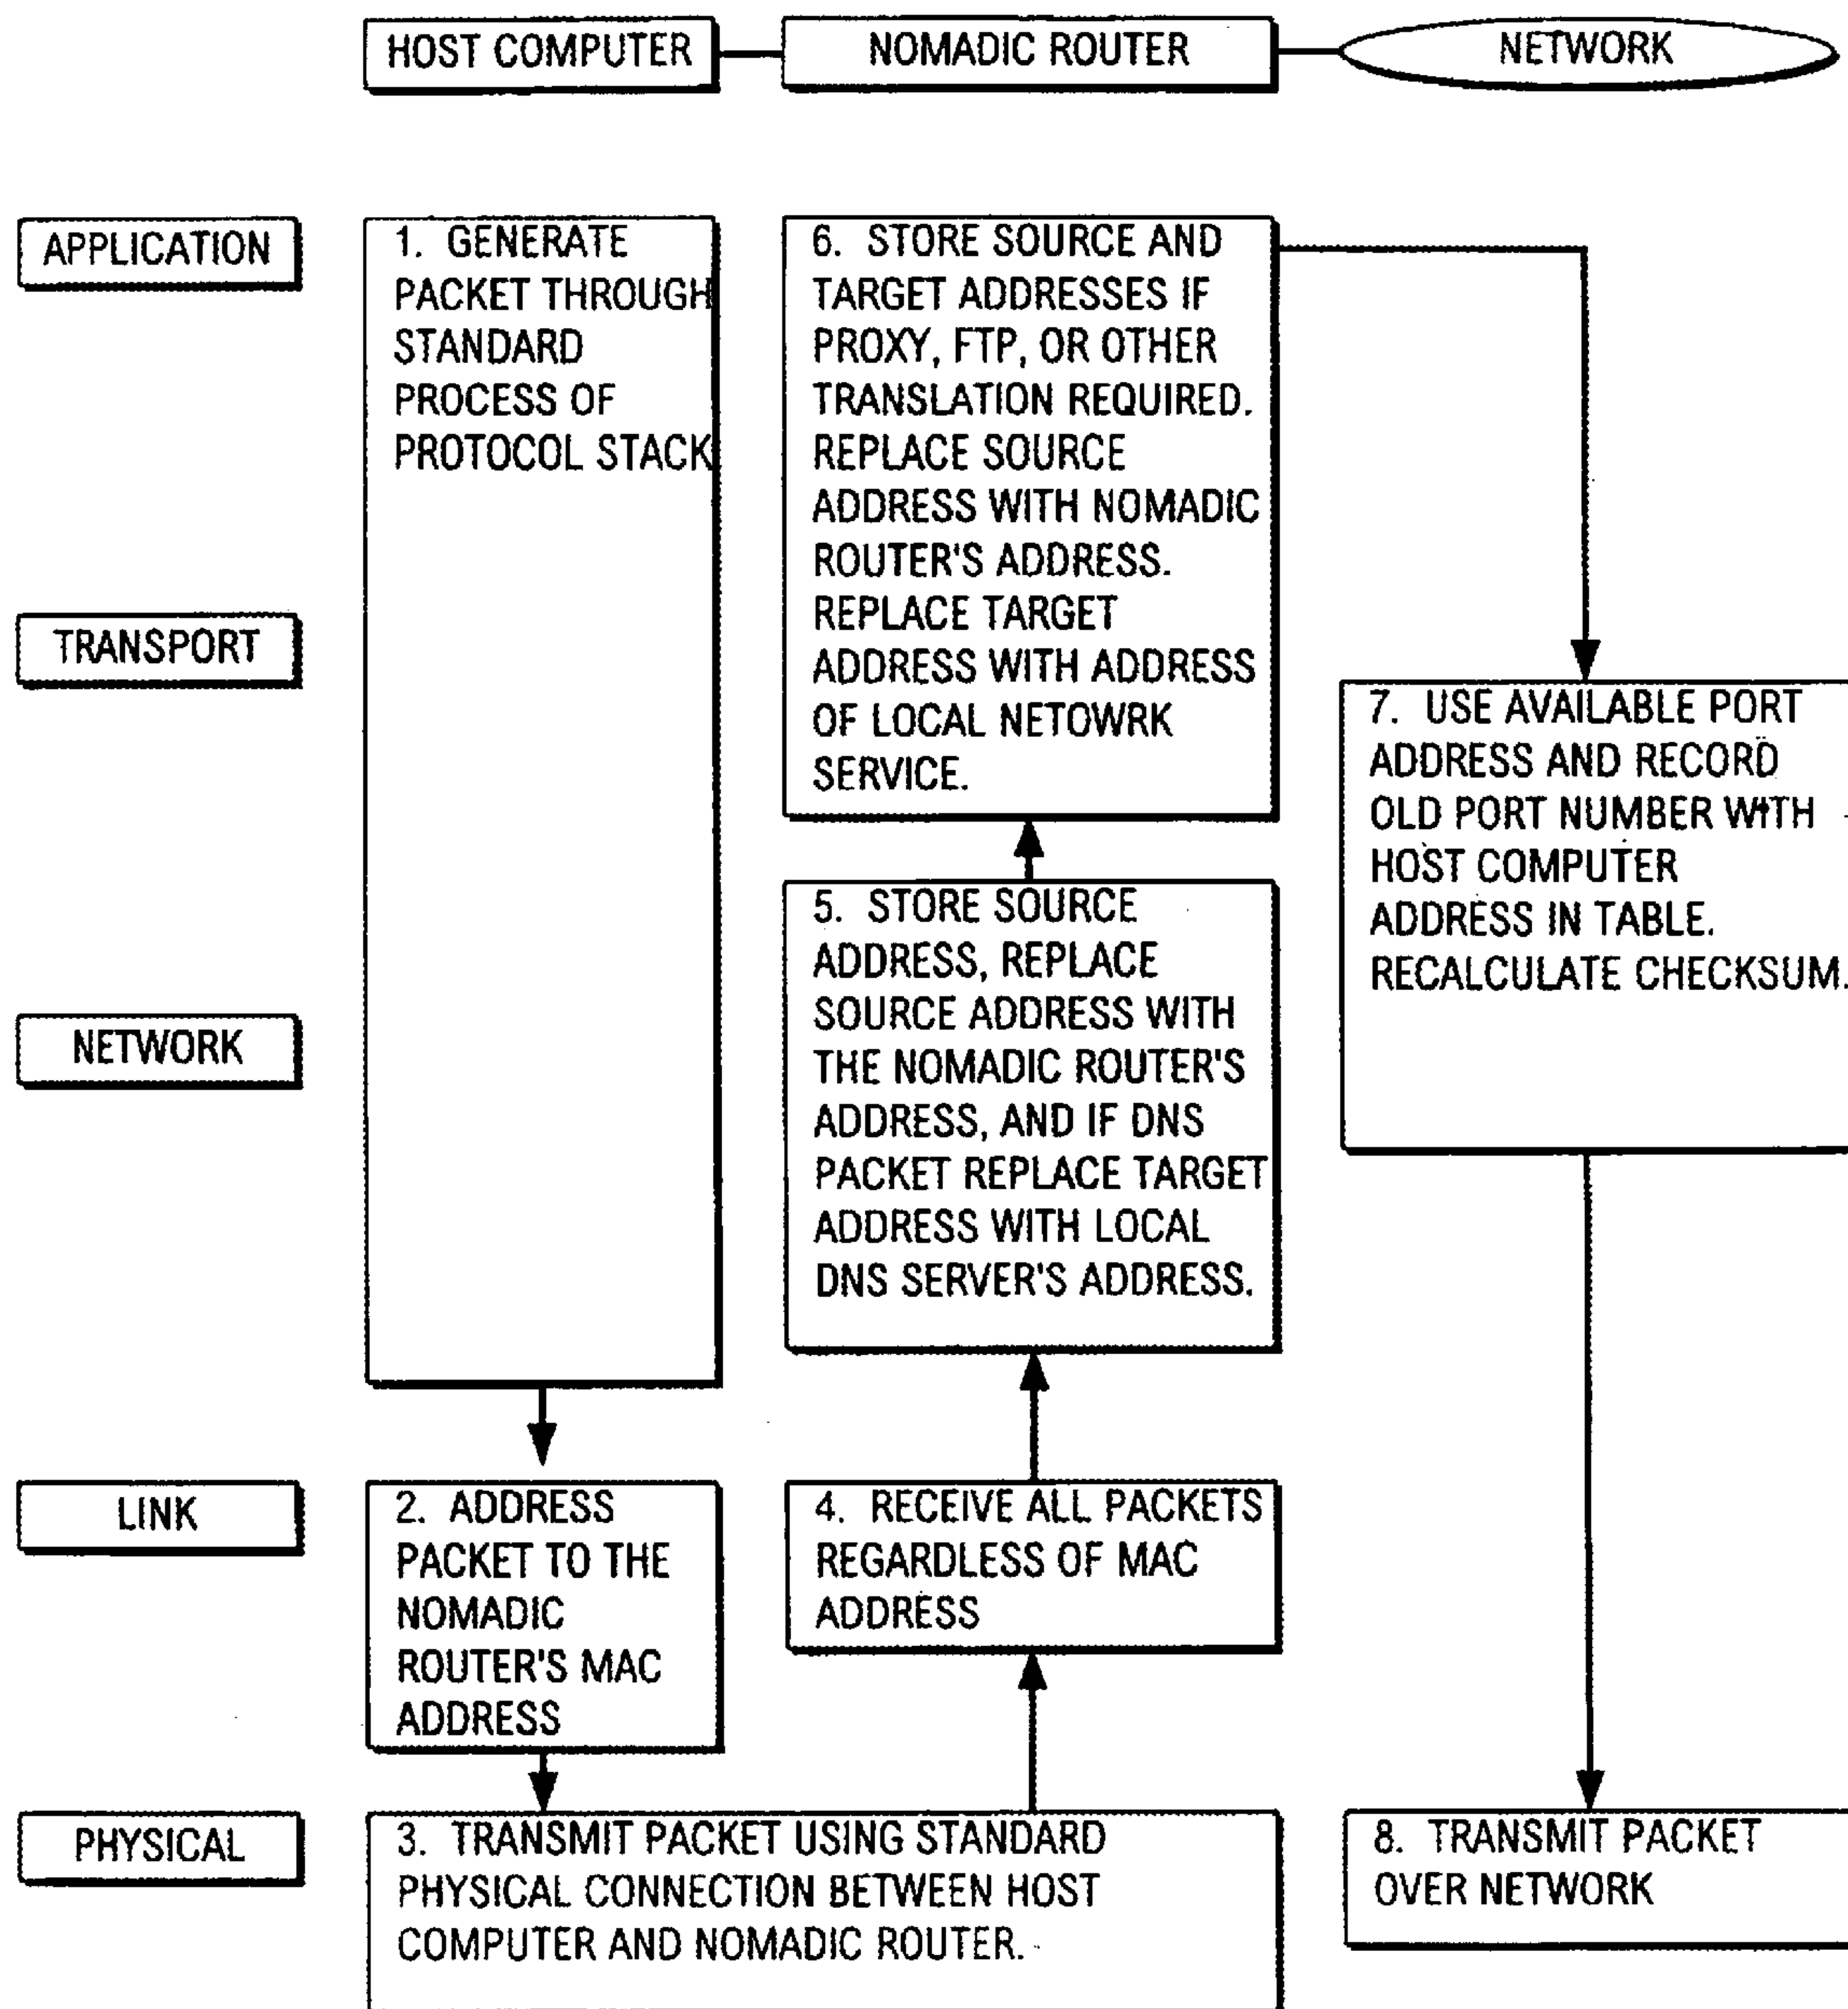 HOST COMPUTER
NOMADIC ROUTER
NETWORK
APPLICATION
1. GENERATE
PACKET THROUGH
STANDARD
PROCESS OF
PROTOCOL STACK
6. STORE SOURCE AND
TARGET ADDRESSES IF
PROXY, FTP, OR OTHER
TRANSLATION REQUIRED.
REPLACE SOURCE
ADDRESS WITH NOMADIC
ROUTER'S ADDRESS.
REPLACE TARGET
ADDRESS WITH ADDRESS
OF LOCAL NETOWRK
SERVICE.
TRANSPORT
7. USE AVAILABLE PORT
ADDRESS AND RECORD
OLD PORT NUMBER WITH
HOST COMPUTER
ADDRESS IN TABLE.
RECALCULATE CHECKSUM.
5. STORE SOURCE
ADDRESS, REPLACE
SOURCE ADDRESS WITH
THE NOMADIC ROUTER'S
ADDRESS, AND IF DNS
PACKET REPLACE TARGET
ADDRESS WITH LOCAL
DNS SERVER'S ADDRESS.
NETWORK
LINK
2. ADDRESS
PACKET TO THE
NOMADIC
ROUTER'S MAC
ADDRESS
4. RECEIVE ALL PACKETS
REGARDLESS OF MAC
ADDRESS
PHYSICAL
3. TRANSMIT PACKET USING STANDARD
PHYSICAL CONNECTION BETWEEN HOST
COMPUTER AND NOMADIC ROUTER.
8. TRANSMIT PACKET
OVER NETWORK